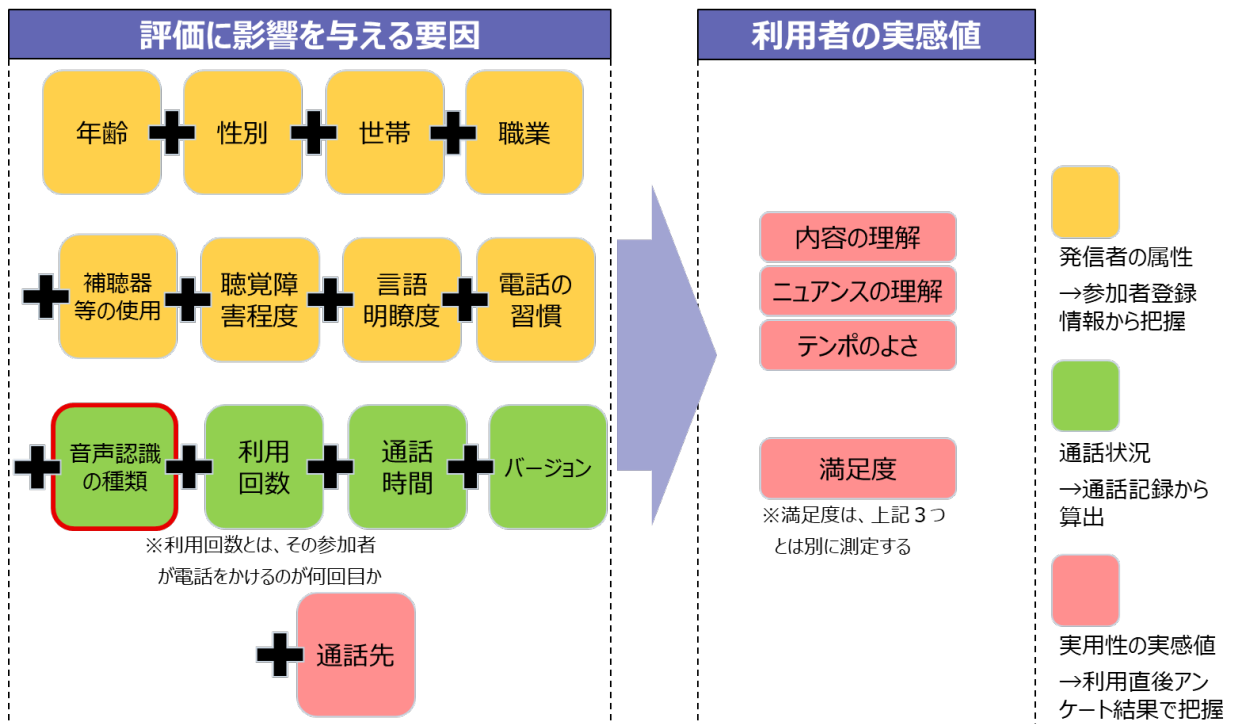 評価に影響を与える要因
利用者の実感値
年齢
性別
世帯
職業
補聴器
等の使用
聴覚障
害程度
言語
明瞭度
電話の
習慣
音声認識
の種類
利用
回数
通話
時間
バージョン
※利用回数とは、その参加者
が電話をかけるのが何回目か
通話先
内容の理解
ニュアンスの理解
テンポのよさ
満足度
※満足度は、上記３つ
とは別に測定する
発信者の属性
→参加者登録
情報から把握
通話状況
→通話記録から
算出
実用性の実感値
→利用直後アン
ケート結果で把握